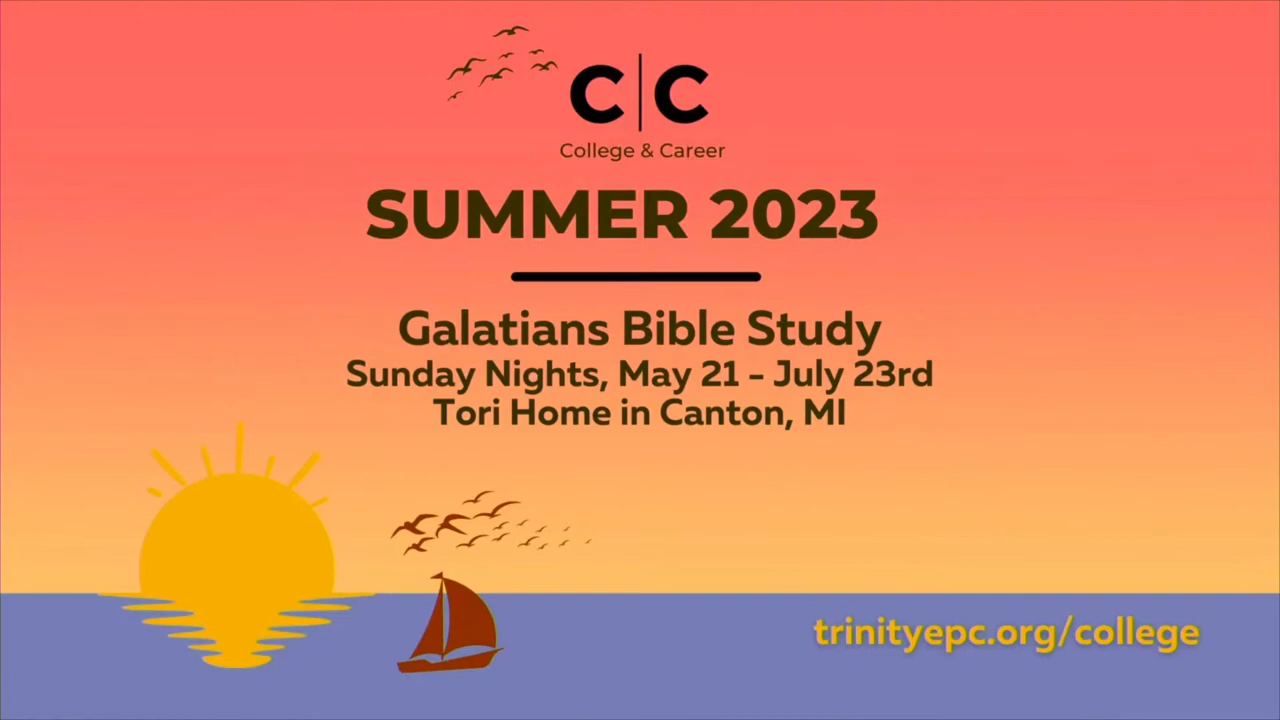 C|C
College & Career
SUMMER 2023
Galatians Bible Study
Sunday Nights, May 21 - July 23rd
Tori Home in Canton, MI
trinityepc.org/college